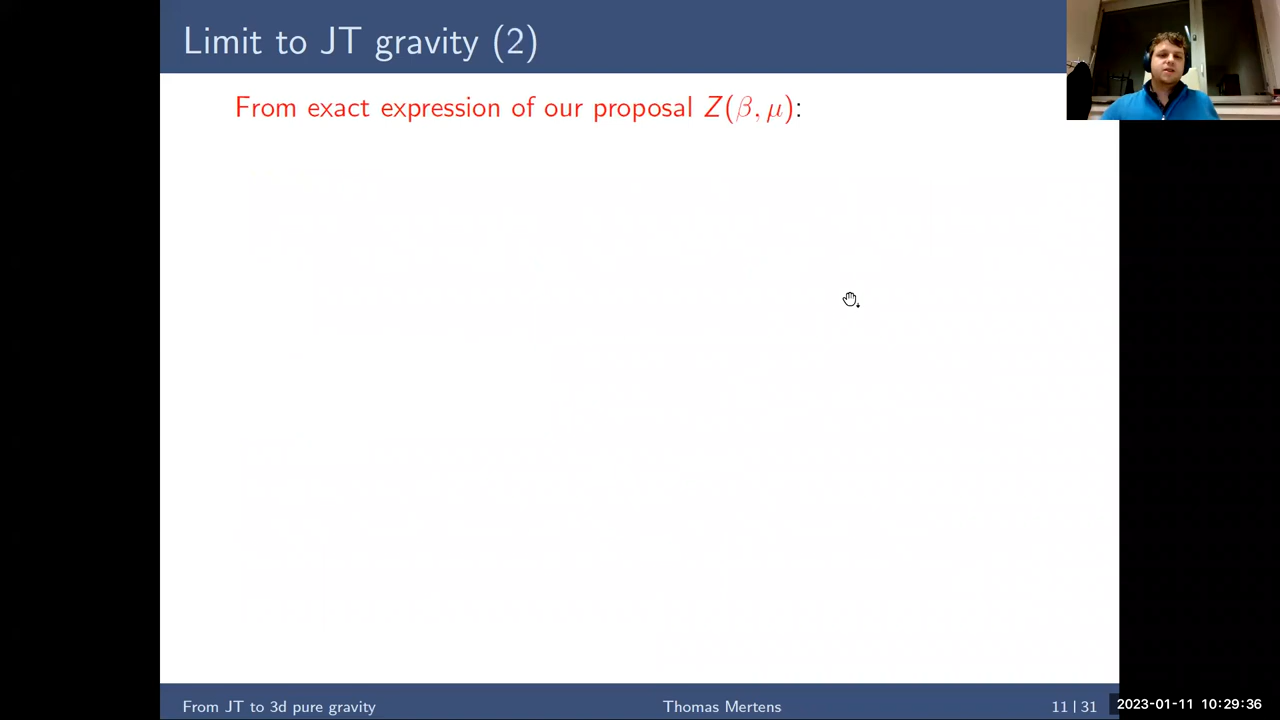 Limit to JT gravity (2)
From exact expression of our proposal Z(β, μ):
From JT to 3d pure gravity
Thomas Mertens
11 | 31
2023-01-11 10:29:36